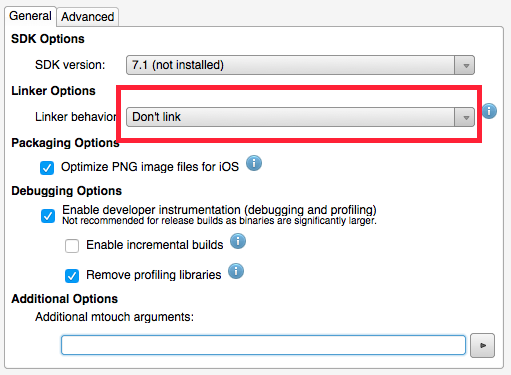 General Advanced
SDK Options
SDK version: 7.1 (not installed)
Linker Options
Linker behavior Don't link
Packaging Options
Optimize PNG image files for iOS
Debugging Options
Enable developer instrumentation (debugging and profiling)
Not recommended for release builds as binaries are significantly larger.
Enable incremental builds
Remove profiling libraries
Additional Options
Additional mtouch arguments: